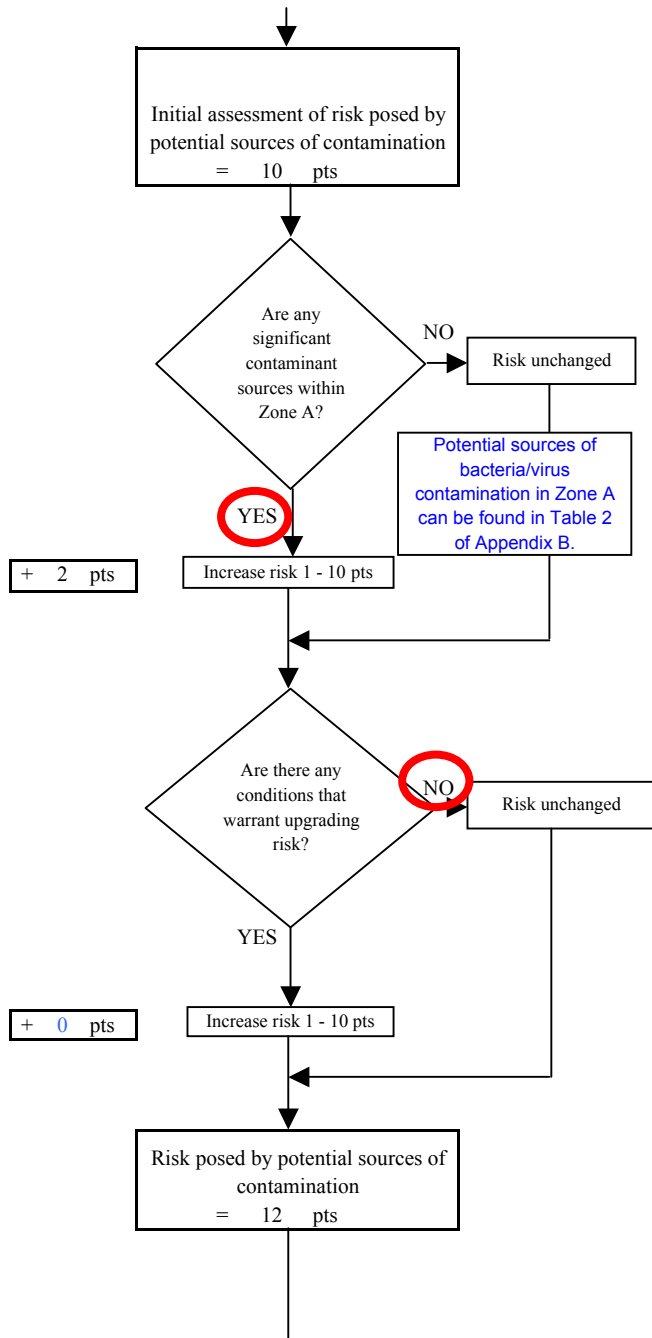 Initial assessment of risk posed by
potential sources of contamination
= 10 pts
Are any
significant
contaminant
sources within
Zone A?
NO
Risk unchanged
Potential sources of
bacteria/virus
contamination in Zone A
can be found in Table 2
of Appendix B.
YES
+ 2 pts
Increase risk 1 - 10 pts
Are there any
conditions that
warrant upgrading
risk?
NO
Risk unchanged
YES
+ 0 pts
Increase risk 1 - 10 pts
Risk posed by potential sources of
contamination
= 12 pts